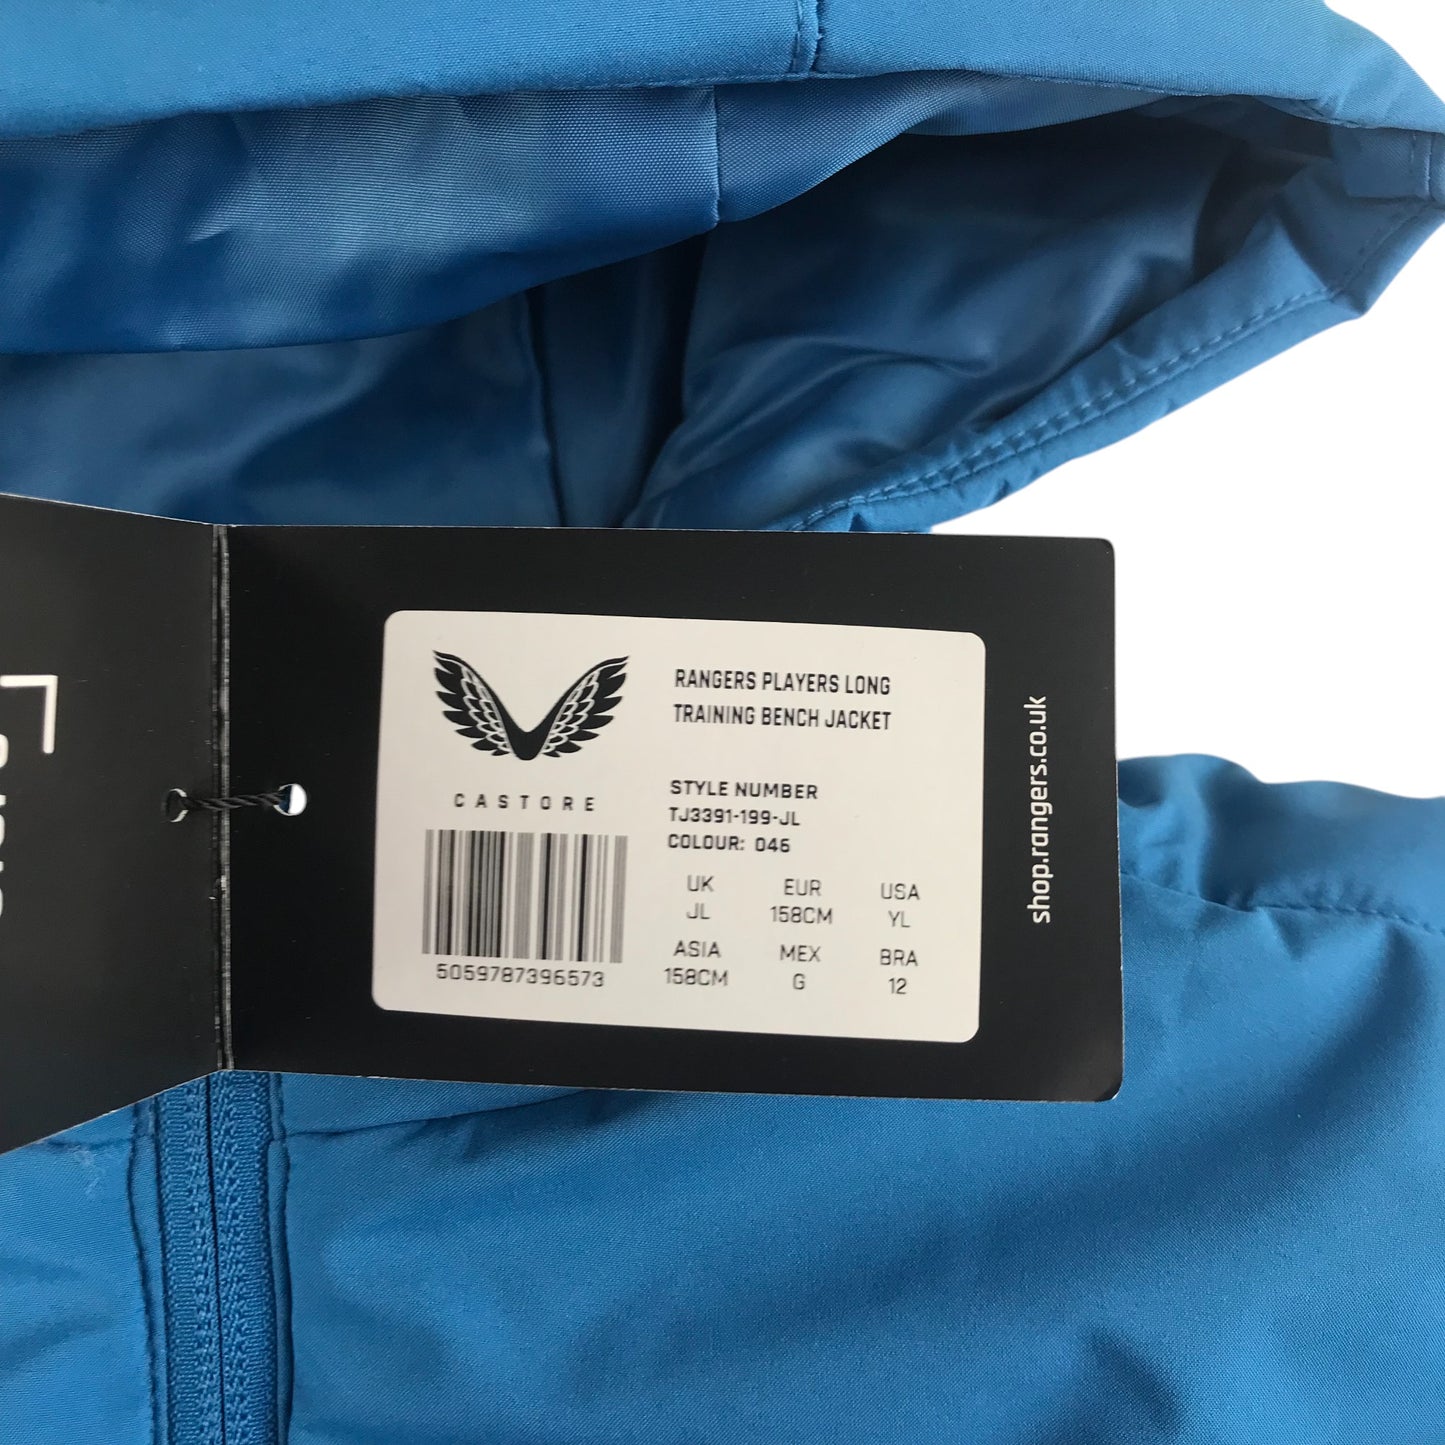 RANGERS PLAYERS LONG
TRAINING BENCH JACKET
CASTORE
STYLE NUMBER
TJ3391-199-JL
COLOUR: 046
UK EUR USA
JL 158CM YL
ASIA MEX BRA
158CM G 12
5059787396573
shop.rangers.co.uk